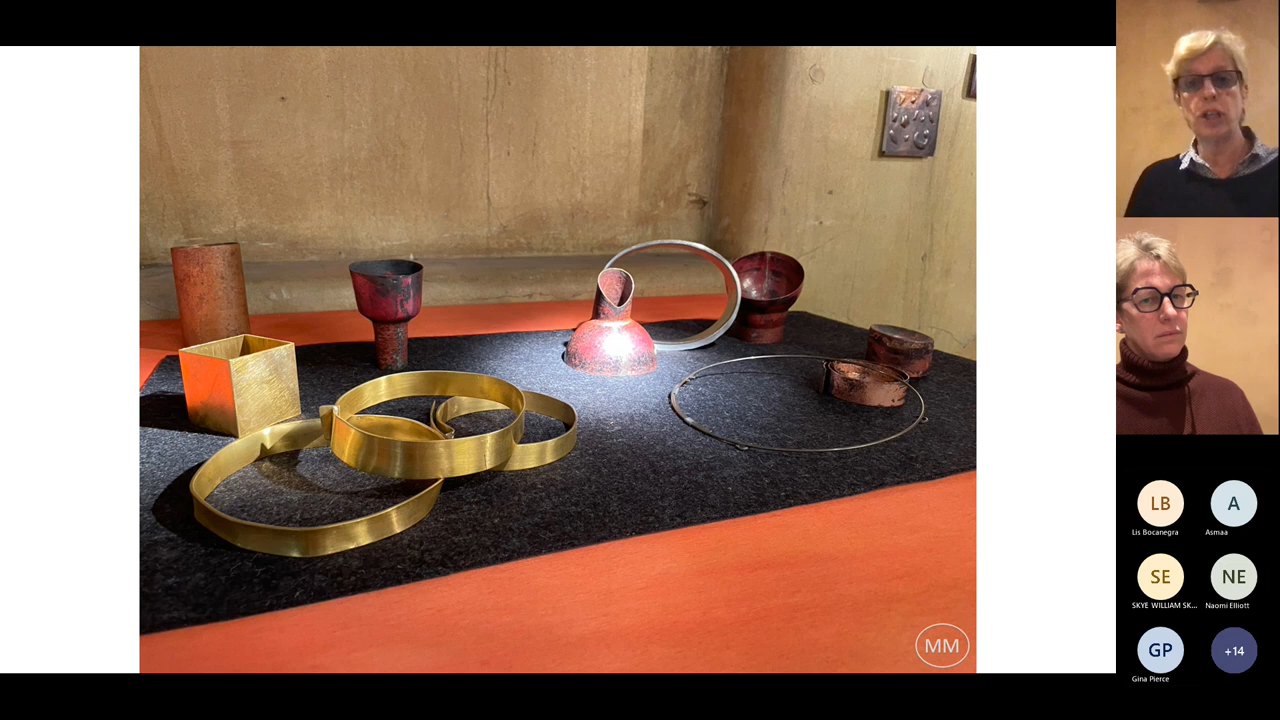 MM
LB
A
Lis Bocanegra
Asmaa
SE
NE
SKYE WILLIAM SK...
Naomi Elliott
GP
+14
Gina Pierce